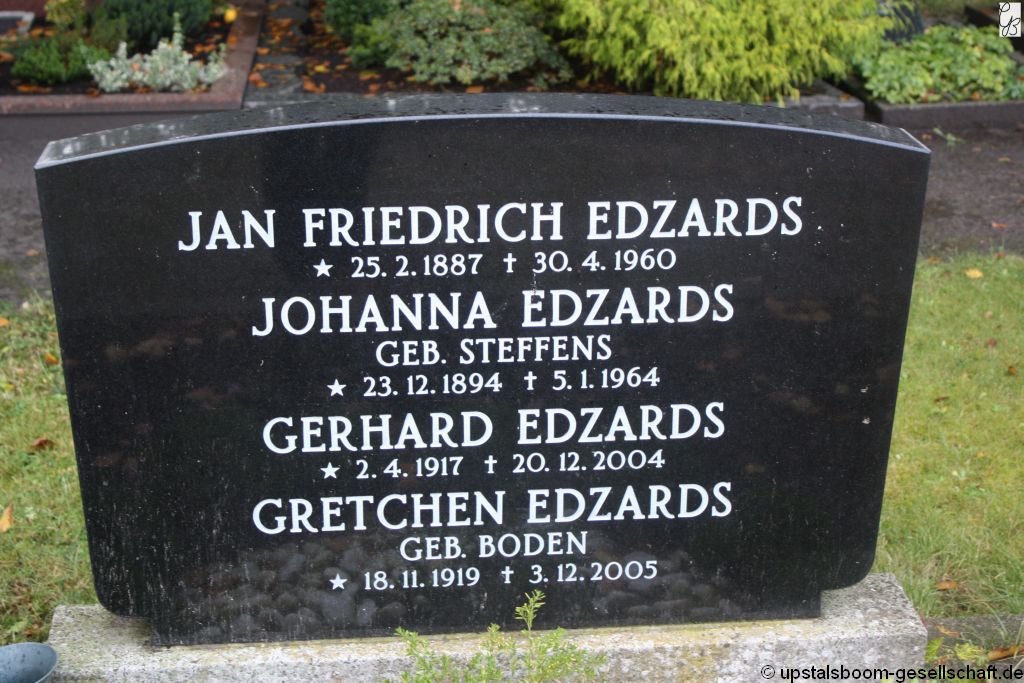 JAN FRIEDRICH EDZARDS
★ 25. 2. 1887 ✝ 30. 4. 1960
JOHANNA EDZARDS
GEB. STEFFENS
★ 23. 12. 1894 ✝ 5. 1. 1964
GERHARD EDZARDS
★ 2. 4. 1917 ✝ 20. 12. 2004
GRETCHEN EDZARDS
GEB. BODEN
★ 18. 11. 1919 ✝ 3. 12. 2005
© upstalsboom-gesellschaft.de